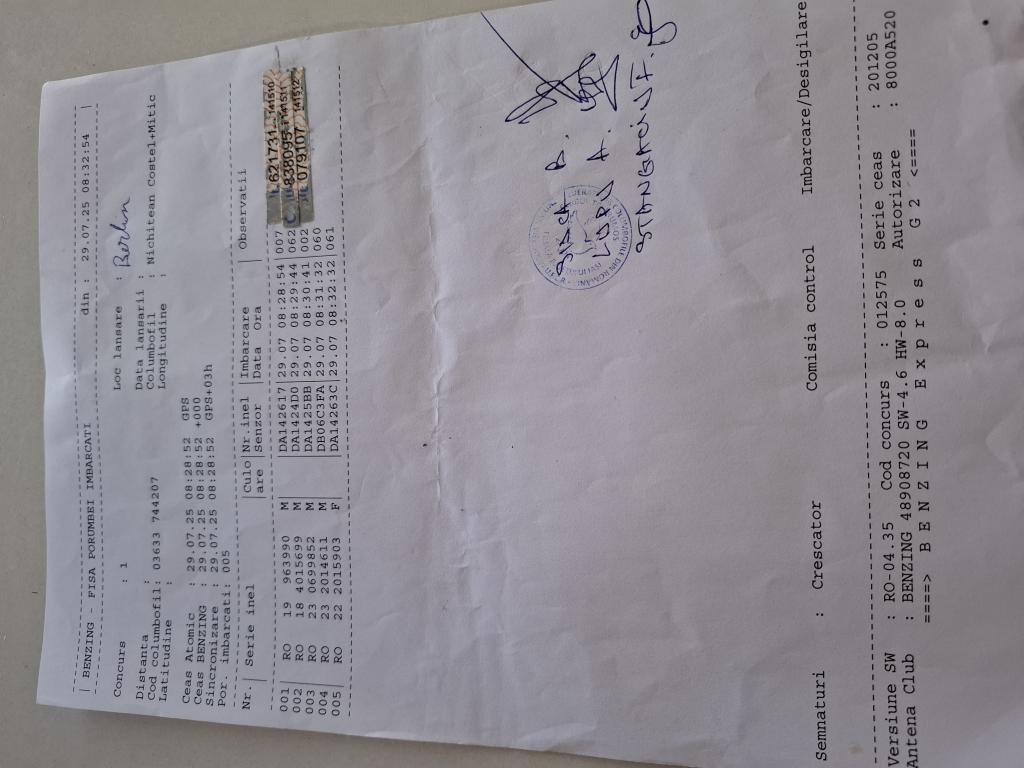 | BENZING - FISA PORUMBEI IMBARCATI din : 29.07.25 08:32:54 |
Concurs : 1 Loc lansare : Berlin
Distanta : Data lansarii :
Cod columbofil: 03633 744207 Columbofil : Nichitean Costel+Mitic
Latitudine : Longitudine :
Ceas Atomic : 29.07.25 08:28:52 GPS
Ceas BENZING : 29.07.25 08:28:52 +000
Sincronizare : 29.07.25 08:28:52 GPS+03h
Por. imbarcati: 005
Nr.| Serie inel |Culo|Nr.inel |Imbarcare | Observatii
|are |Senzor |Data Ora |
001| RO 19 963990 M |DA142617|29.07 08:28:54| 007
002| RO 18 4015699 M |DA1424D0|29.07 08:29:44| 062
003| RO 23 0699852 M |DA1425BB|29.07 08:30:41| 002
004| RO 23 2014611 M |DB06C3FA|29.07 08:31:32| 060
005| RO 22 2015903 F |DA14263C|29.07 08:32:32| 061
621731 141510
C 838095 141511
079107 141512
B.
LUPU A.
Semnaturi : Crescator Comisia control Imbarcare/Desigilare
Versiune SW : RO-04.35 Cod concurs : 012575 Serie ceas : 201205
Antena Club : BENZING 48908720 SW-4.6 HW-8.0 Autorizare : 8000A520
====> B E N Z I N G E x p r e s s G 2 <====